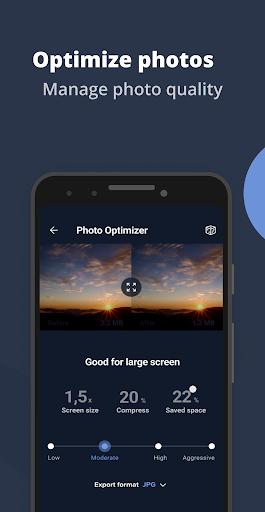 Optimize photos
Manage photo quality
Photo Optimizer
Before 3.2 MB After 1.2 MB
Good for large screen
1,5x 20% 22%
Screen size Compress Saved space
Low Moderate High Aggressive
Export format JPG